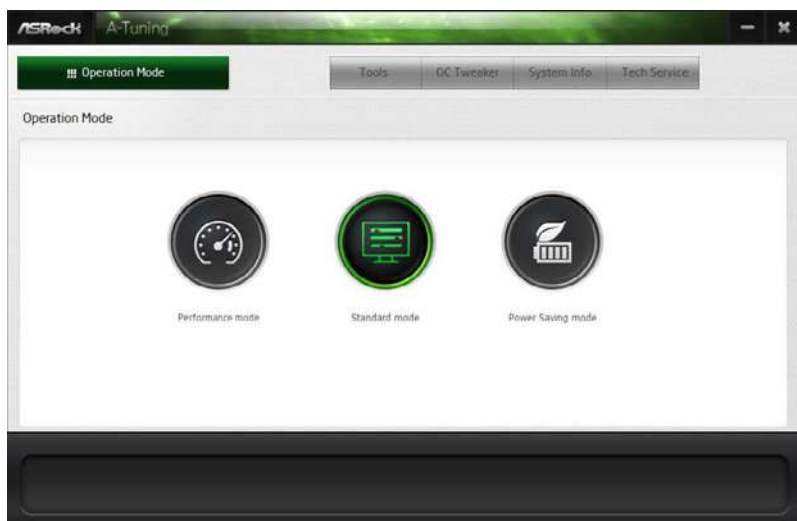 ASRock A-Tuning
Operation Mode Tools OC Tweaker System Info Tech Service
Operation Mode
Performance mode Standard mode Power Saving mode